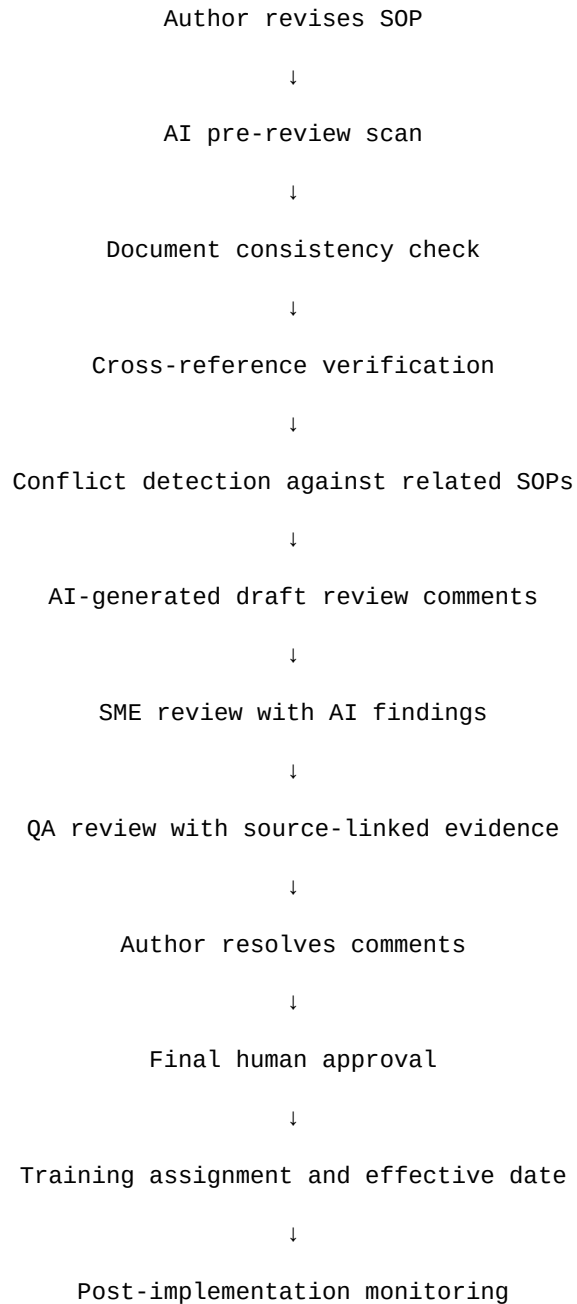 Author revises SOP
↓
AI pre-review scan
↓
Document consistency check
↓
Cross-reference verification
↓
Conflict detection against related SOPs
↓
AI-generated draft review comments
↓
SME review with AI findings
↓
QA review with source-linked evidence
↓
Author resolves comments
↓
Final human approval
↓
Training assignment and effective date
↓
Post-implementation monitoring